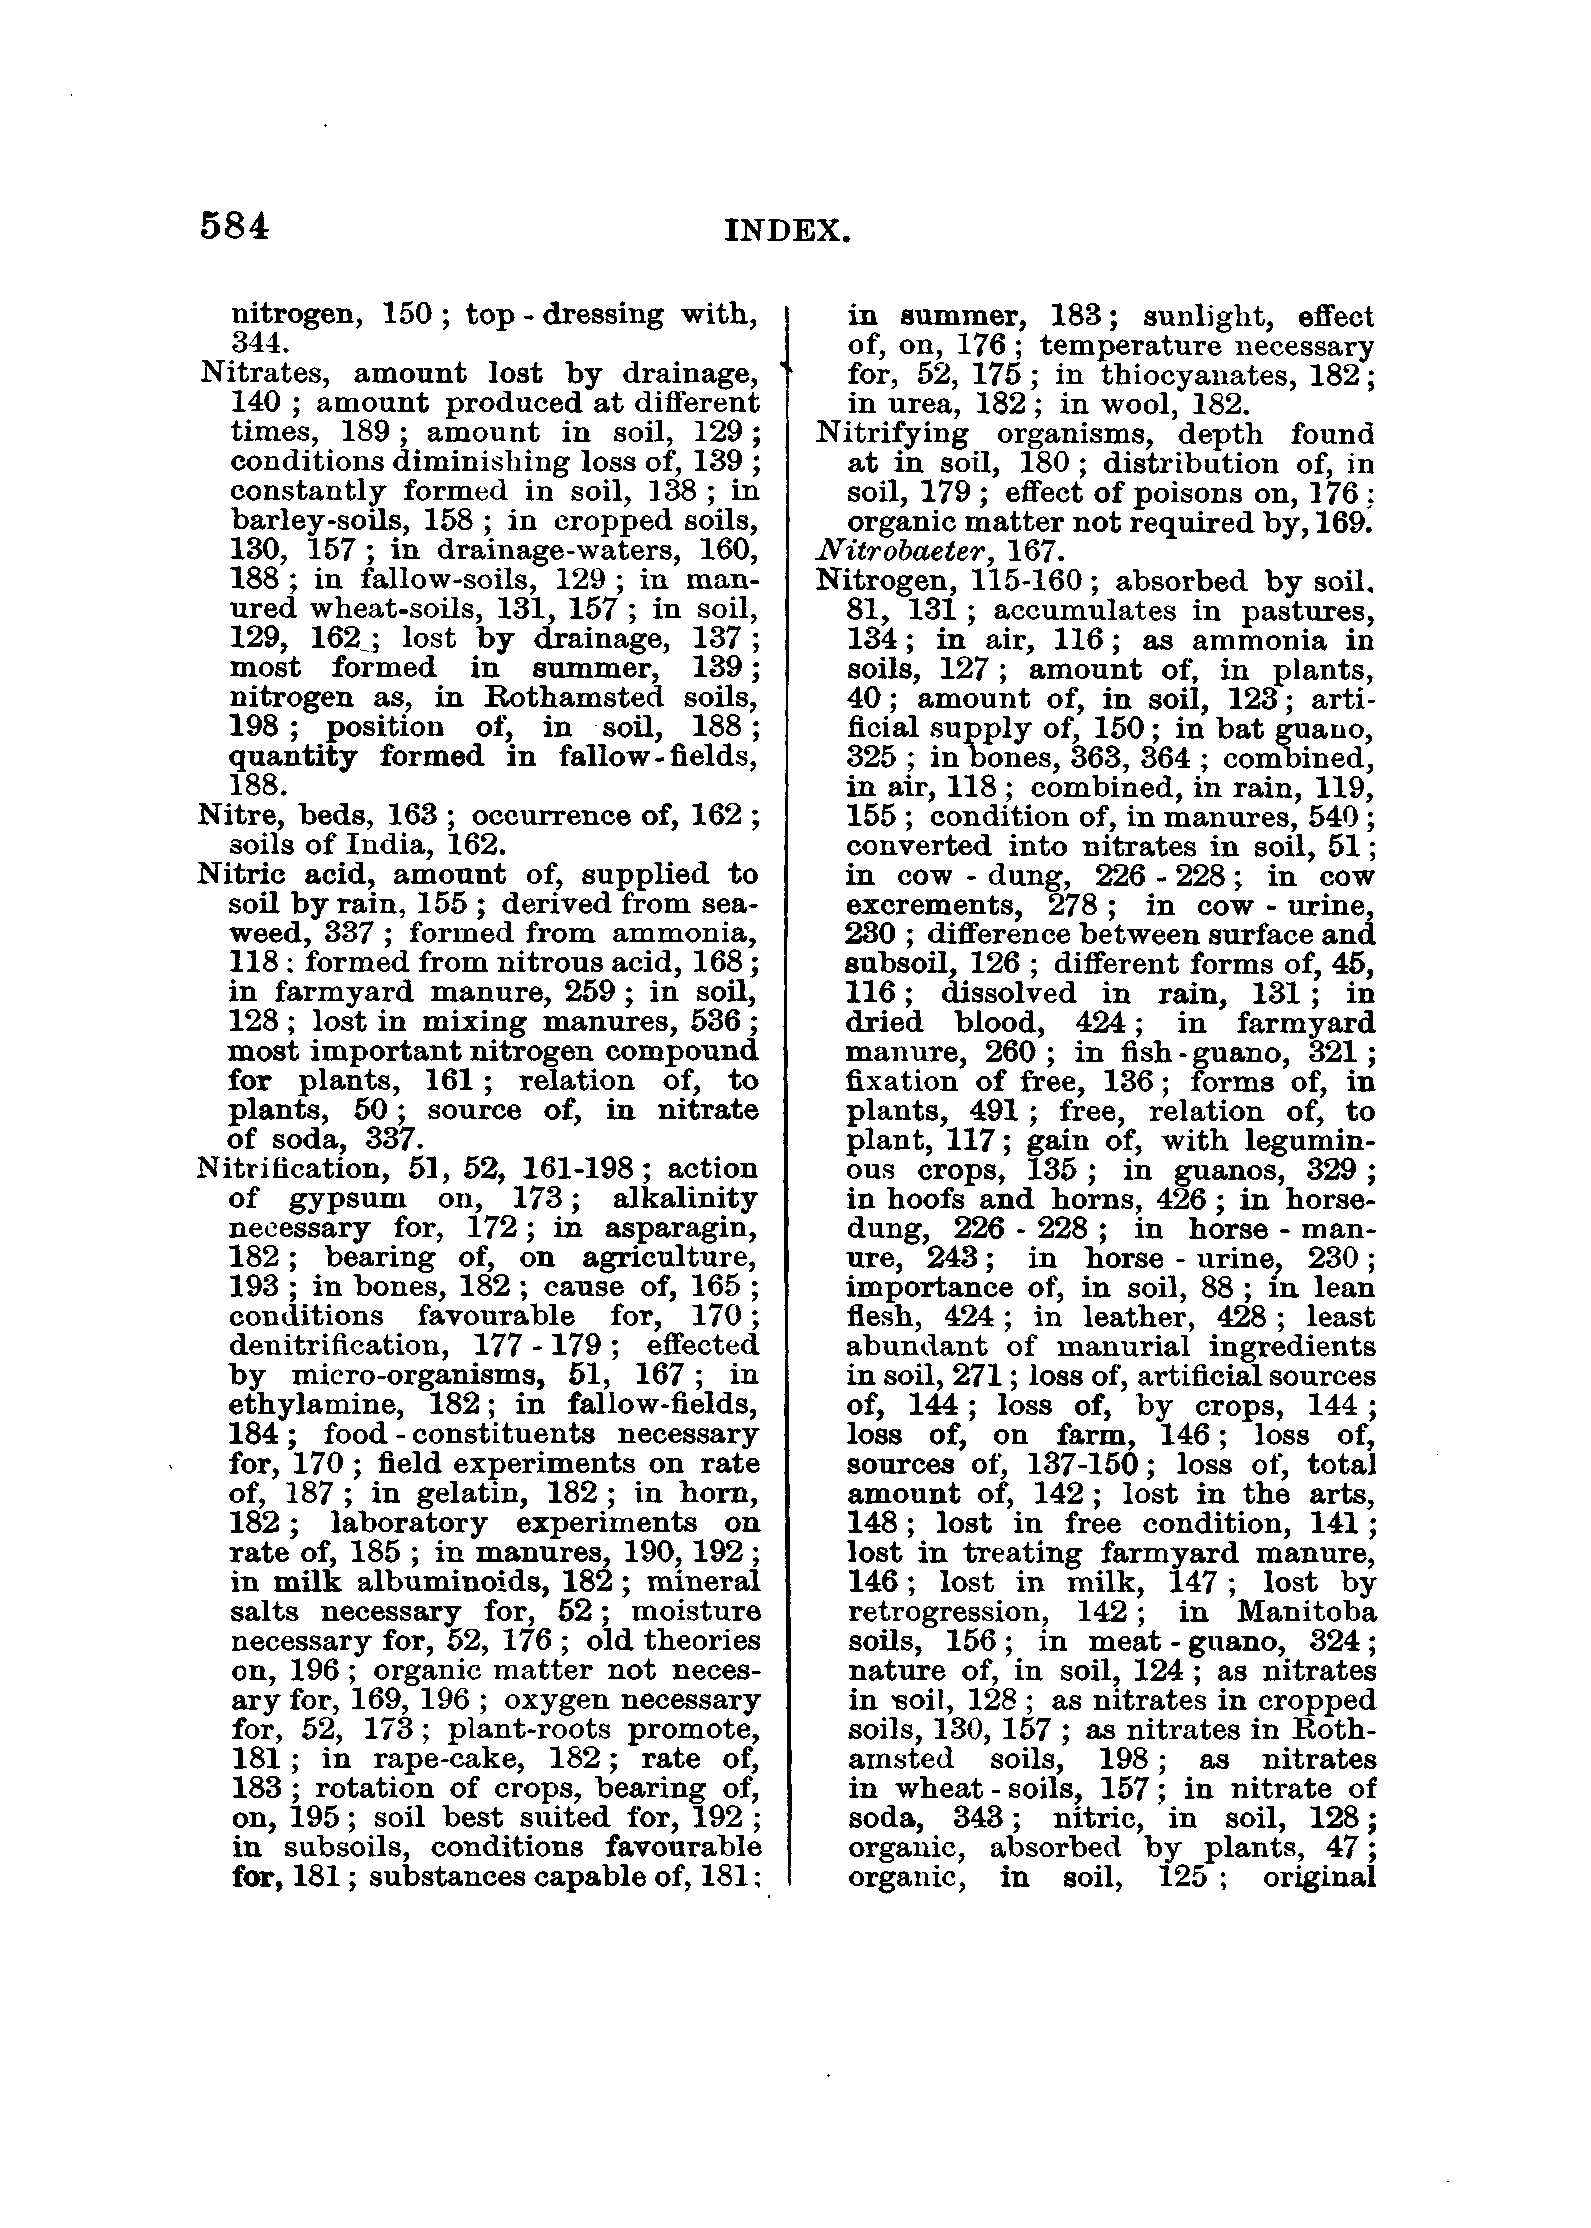 584
INDEX.
nitrogen, 150 ; top - dressing with,
344.
Nitrates, amount lost by drainage,
140 ; amount produced at different
times, 189 ; amount in soil, 129 ;
conditions diminishing loss of, 139 ;
constantly formed in soil, 138 ; in
barley-soils, 158 ; in cropped soils,
130, 157 ; in drainage-waters, 160,
188 ; in fallow-soils, 129 ; in man-
ured wheat-soils, 131, 157 ; in soil,
129, 162 ; lost by drainage, 137 ;
most formed in summer, 139 ;
nitrogen as, in Rothamsted soils,
198 ; position of, in soil, 188 ;
quantity formed in fallow-fields,
188.
Nitre, beds, 163 ; occurrence of, 162 ;
soils of India, 162.
Nitric acid, amount of, supplied to
soil by rain, 155 ; derived from sea-
weed, 337 ; formed from ammonia,
118 : formed from nitrous acid, 168 ;
in farmyard manure, 259 ; in soil,
128 ; lost in mixing manures, 536 ;
most important nitrogen compound
for plants, 161 ; relation of, to
plants, 50 ; source of, in nitrate
of soda, 337.
Nitrification, 51, 52, 161-198 ; action
of gypsum on, 173 ; alkalinity
necessary for, 172 ; in asparagin,
182 ; bearing of, on agriculture,
193 ; in bones, 182 ; cause of, 165 ;
conditions favourable for, 170 ;
denitrification, 177 - 179 ; effected
by micro-organisms, 51, 167 ; in
ethylamine, 182 ; in fallow-fields,
184 ; food - constituents necessary
for, 170 ; field experiments on rate
of, 187 ; in gelatin, 182 ; in horn,
182 ; laboratory experiments on
rate of, 185 ; in manures, 190, 192 ;
in milk albuminoids, 182 ; mineral
salts necessary for, 52 ; moisture
necessary for, 52, 176 ; old theories
on, 196 ; organic matter not neces-
ary for, 169, 196 ; oxygen necessary
for, 52, 173 ; plant-roots promote,
181 ; in rape-cake, 182 ; rate of,
183 ; rotation of crops, bearing of,
on, 195 ; soil best suited for, 192 ;
in subsoils, conditions favourable
for, 181 ; substances capable of, 181 ;
in summer, 183 ; sunlight, effect
of, on, 176 ; temperature necessary
for, 52, 175 ; in thiocyanates, 182 ;
in urea, 182 ; in wool, 182.
Nitrifying organisms, depth found
at in soil, 180 ; distribution of, in
soil, 179 ; effect of poisons on, 176 ;
organic matter not required by, 169.
Nitrobaeter, 167.
Nitrogen, 115-160 ; absorbed by soil,
81, 131 ; accumulates in pastures,
134 ; in air, 116 ; as ammonia in
soils, 127 ; amount of, in plants,
40 ; amount of, in soil, 123 ; arti-
ficial supply of, 150 ; in bat guano,
325 ; in bones, 363, 364 ; combined,
in air, 118 ; combined, in rain, 119,
155 ; condition of, in manures, 540 ;
converted into nitrates in soil, 51 ;
in cow - dung, 226 - 228 ; in cow
excrements, 278 ; in cow - urine,
230 ; difference between surface and
subsoil, 126 ; different forms of, 45,
116 ; dissolved in rain, 131 ; in
dried blood, 424 ; in farmyard
manure, 260 ; in fish-guano, 321 ;
fixation of free, 136 ; forms of, in
plants, 491 ; free, relation of, to
plant, 117 ; gain of, with legumin-
ous crops, 135 ; in guanos, 329 ;
in hoofs and horns, 426 ; in horse-
dung, 226 - 228 ; in horse - man-
ure, 243 ; in horse - urine, 230 ;
importance of, in soil, 88 ; in lean
flesh, 424 ; in leather, 428 ; least
abundant of manurial ingredients
in soil, 271 ; loss of, artificial sources
of, 144 ; loss of, by crops, 144 ;
loss of, on farm, 146 ; loss of,
sources of, 137-150 ; loss of, total
amount of, 142 ; lost in the arts,
148 ; lost in free condition, 141 ;
lost in treating farmyard manure,
146 ; lost in milk, 147 ; lost by
retrogression, 142 ; in Manitoba
soils, 156 ; in meat - guano, 324 ;
nature of, in soil, 124 ; as nitrates
in soil, 128 ; as nitrates in cropped
soils, 130, 157 ; as nitrates in Roth-
amsted soils, 198 ; as nitrates
in wheat - soils, 157 ; in nitrate of
soda, 343 ; nitric, in soil, 128 ;
organic, absorbed by plants, 47 ;
organic, in soil, 125 ; original